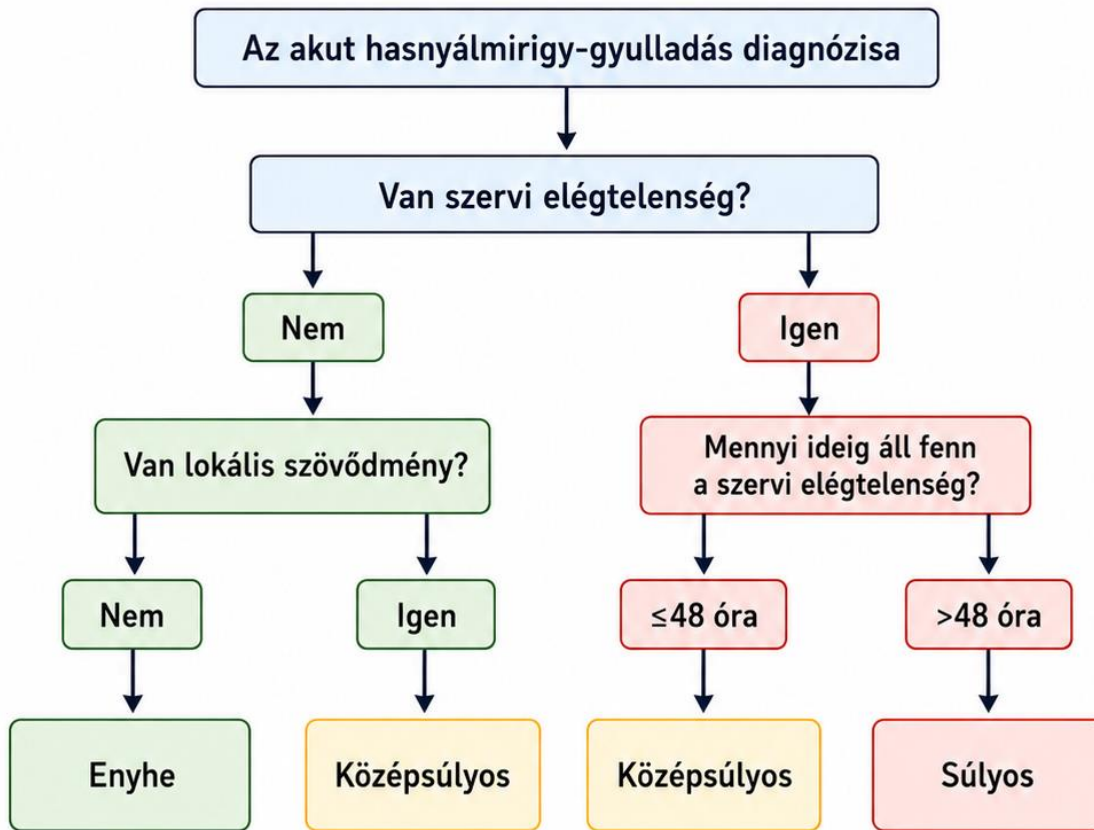 Az akut hasnyálmirigy-gyulladás diagnózisa
Van szervi elégtelenség?
Nem
Igen
Van lokális szövődmény?
Mennyi ideig áll fenn
a szervi elégtelenség?
Nem
Igen
≤48 óra
>48 óra
Enyhe
Középsúlyos
Középsúlyos
Súlyos